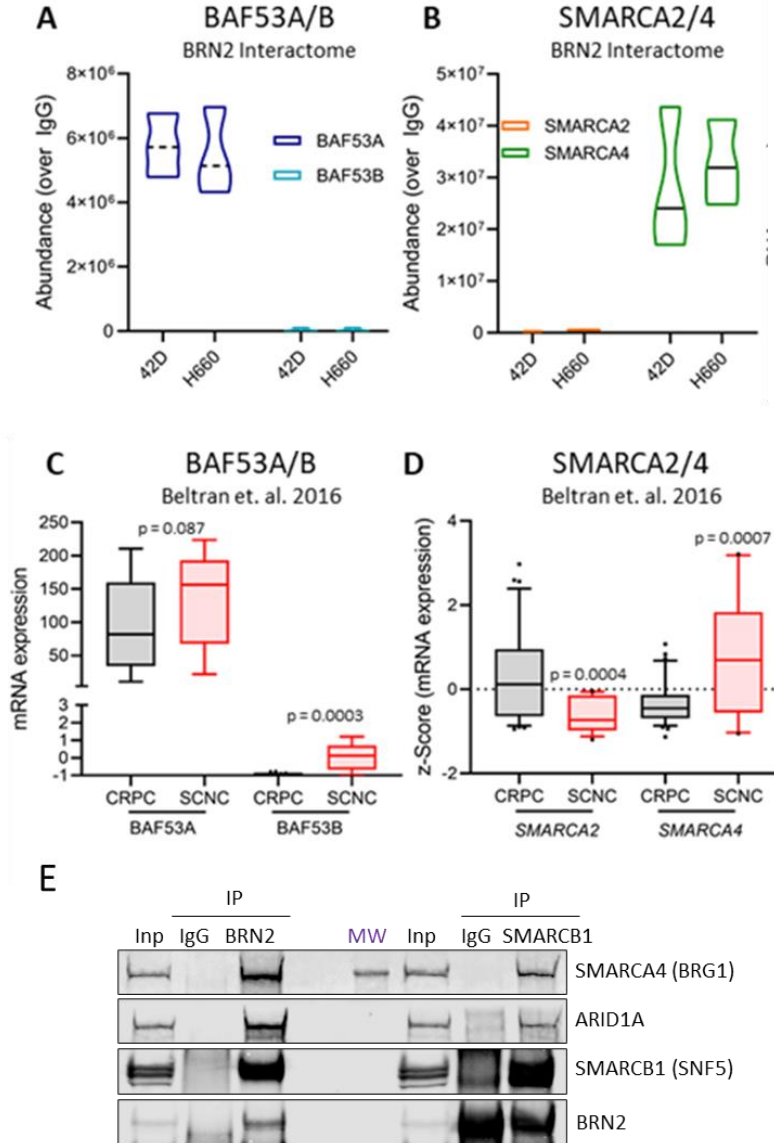 A
BAF53A/B
BRN2 Interactome
Abundance (over IgG)
8×10⁶
6×10⁶
4×10⁶
2×10⁶
0
BAF53A
BAF53B
42D
H660
42D
H660
B
SMARCA2/4
BRN2 Interactome
Abundance (over IgG)
5×10⁷
4×10⁷
3×10⁷
2×10⁷
1×10⁷
0
SMARCA2
SMARCA4
42D
H660
42D
H660
C
BAF53A/B
Beltran et. al. 2016
mRNA expression
250
200
150
100
50
3
2
1
0
-1
p = 0.087
p = 0.0003
CRPC SCNC CRPC SCNC
BAF53A BAF53B
D
SMARCA2/4
Beltran et. al. 2016
z-Score (mRNA expression)
4
2
0
-2
p = 0.0007
p = 0.0004
CRPC SCNC CRPC SCNC
SMARCA2 SMARCA4
E
IP IP
Inp IgG BRN2 MW Inp IgG SMARCB1
SMARCA4 (BRG1)
ARID1A
SMARCB1 (SNF5)
BRN2